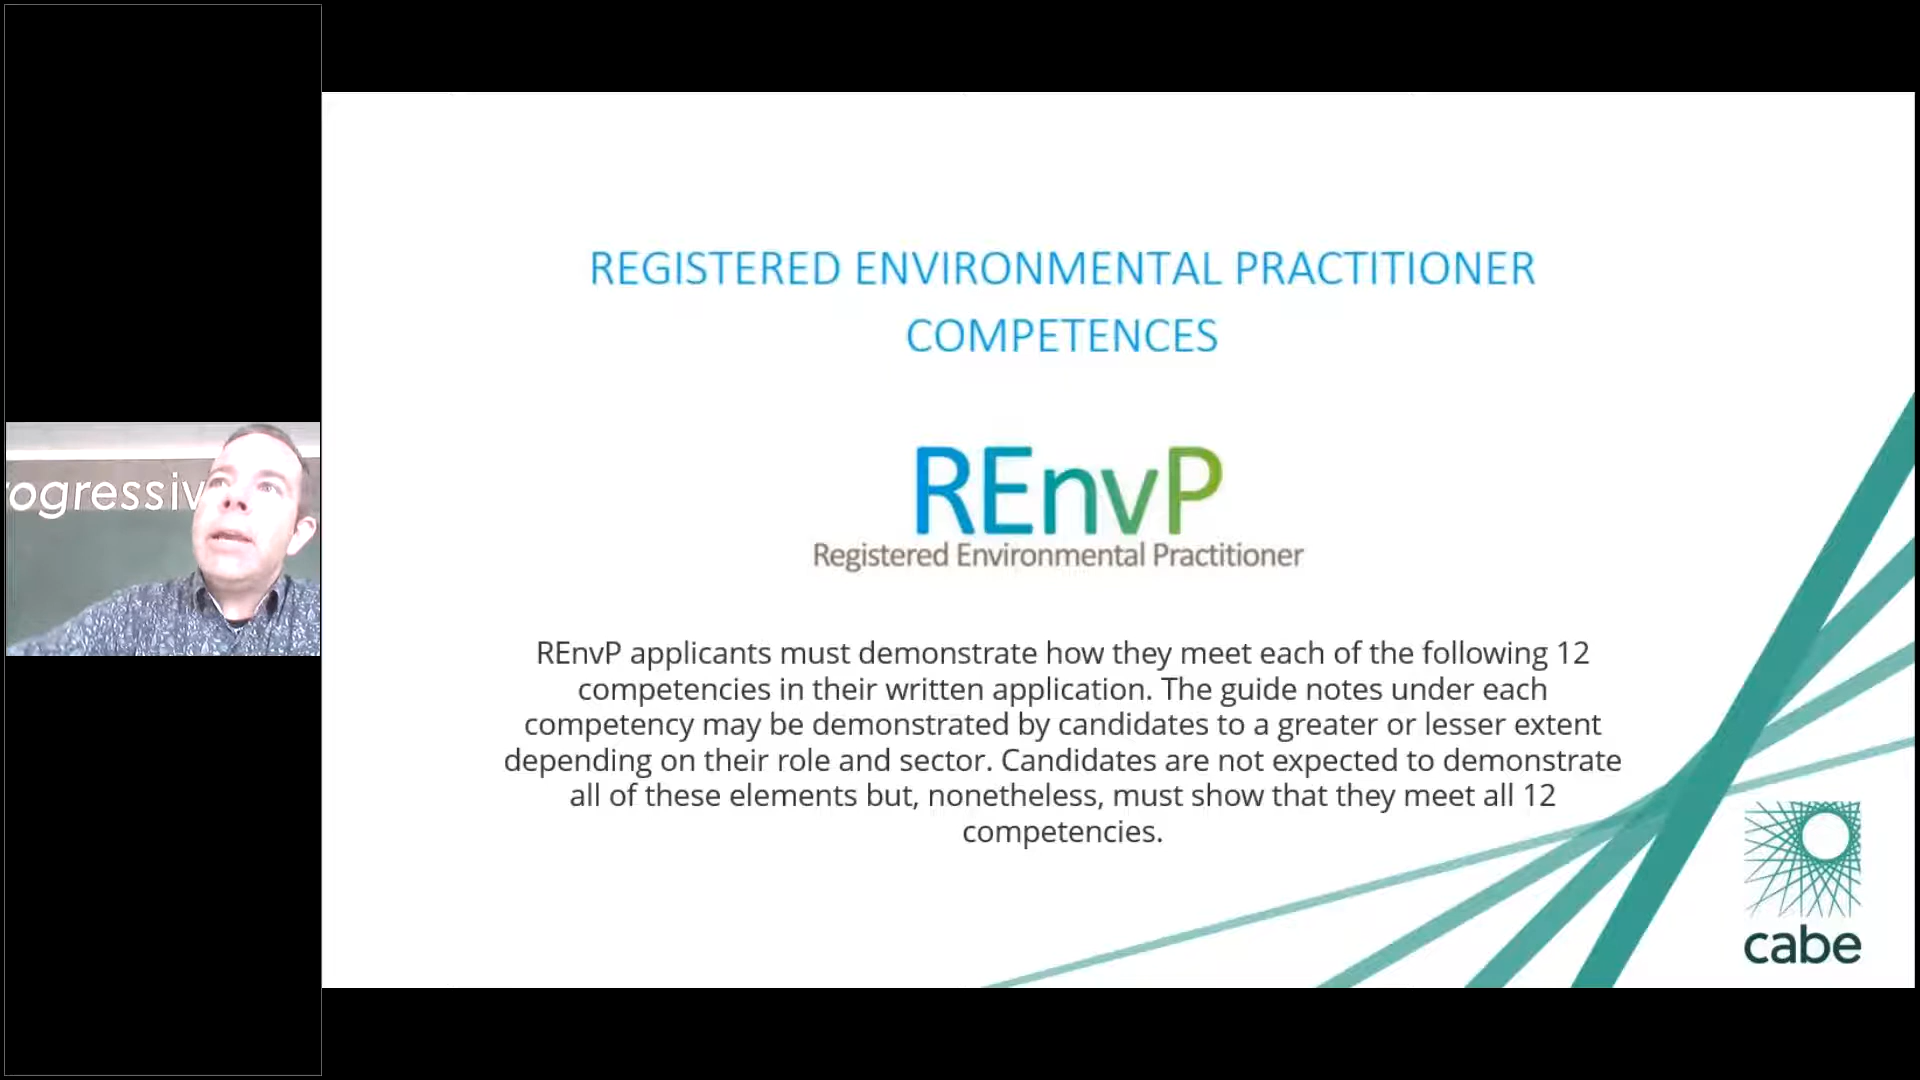 REGISTERED ENVIRONMENTAL PRACTITIONER
COMPETENCES
REnvP
Registered Environmental Practitioner
ogressiv
REnvP applicants must demonstrate how they meet each of the following 12
competencies in their written application. The guide notes under each
competency may be demonstrated by candidates to a greater or lesser extent
depending on their role and sector. Candidates are not expected to demonstrate
all of these elements but, nonetheless, must show that they meet all 12
competencies.
cabe